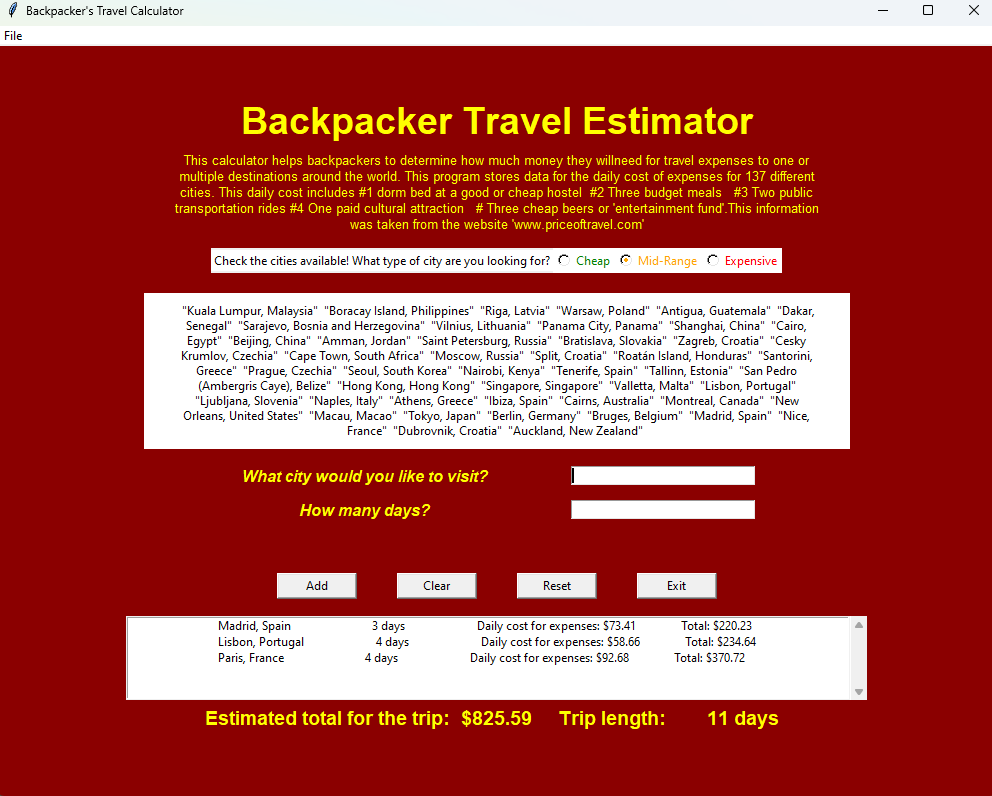 Backpacker's Travel Calculator
File
Backpacker Travel Estimator
This calculator helps backpackers to determine how much money they willneed for travel expenses to one or
multiple destinations around the world. This program stores data for the daily cost of expenses for 137 different
cities. This daily cost includes #1 dorm bed at a good or cheap hostel #2 Three budget meals #3 Two public
transportation rides #4 One paid cultural attraction # Three cheap beers or 'entertainment fund'.This information
was taken from the website 'www.priceoftravel.com'
Check the cities available! What type of city are you looking for? Cheap Mid-Range Expensive
"Kuala Lumpur, Malaysia" "Boracay Island, Philippines" "Riga, Latvia" "Warsaw, Poland" "Antigua, Guatemala" "Dakar,
Senegal" "Sarajevo, Bosnia and Herzegovina" "Vilnius, Lithuania" "Panama City, Panama" "Shanghai, China" "Cairo,
Egypt" "Beijing, China" "Amman, Jordan" "Saint Petersburg, Russia" "Bratislava, Slovakia" "Zagreb, Croatia" "Cesky
Krumlov, Czechia" "Cape Town, South Africa" "Moscow, Russia" "Split, Croatia" "Roatán Island, Honduras" "Santorini,
Greece" "Prague, Czechia" "Seoul, South Korea" "Nairobi, Kenya" "Tenerife, Spain" "Tallinn, Estonia" "San Pedro
(Ambergris Caye), Belize" "Hong Kong, Hong Kong" "Singapore, Singapore" "Valletta, Malta" "Lisbon, Portugal"
"Ljubljana, Slovenia" "Naples, Italy" "Athens, Greece" "Ibiza, Spain" "Cairns, Australia" "Montreal, Canada" "New
Orleans, United States" "Macau, Macao" "Tokyo, Japan" "Berlin, Germany" "Bruges, Belgium" "Madrid, Spain" "Nice,
France" "Dubrovnik, Croatia" "Auckland, New Zealand"
What city would you like to visit?
How many days?
Add Clear Reset Exit
Madrid, Spain 3 days Daily cost for expenses: $73.41 Total: $220.23
Lisbon, Portugal 4 days Daily cost for expenses: $58.66 Total: $234.64
Paris, France 4 days Daily cost for expenses: $92.68 Total: $370.72
Estimated total for the trip: $825.59 Trip length: 11 days